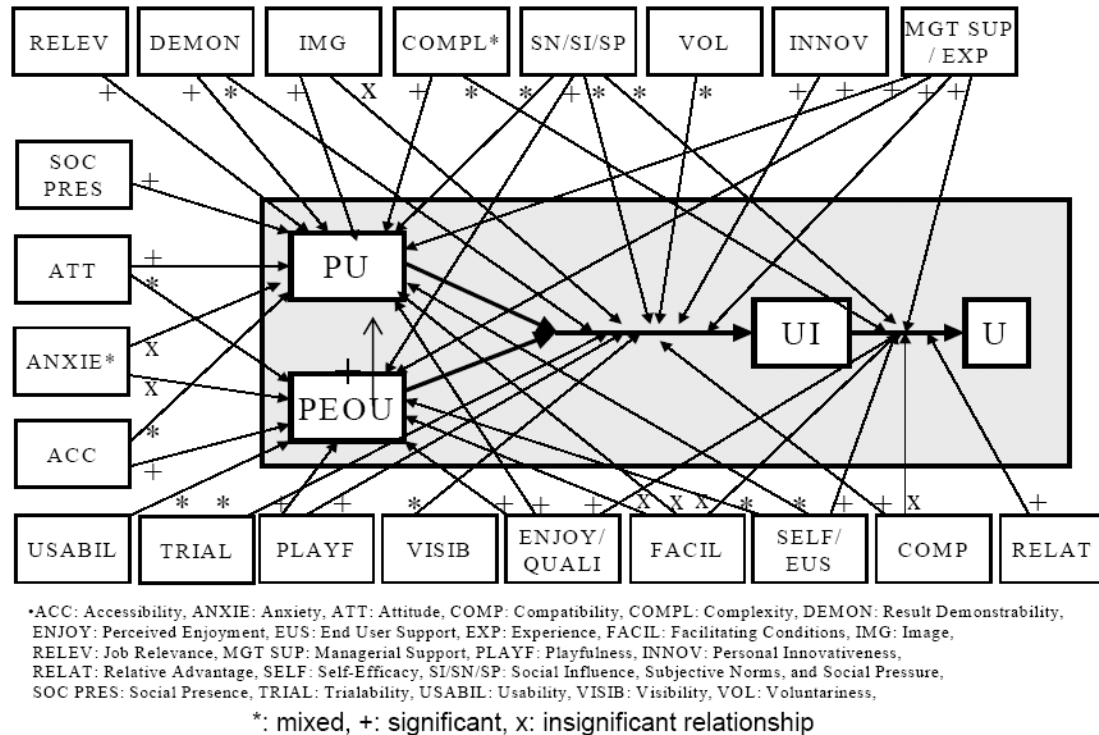 RELEV
DEMON
IMG
COMPL*
SN/SI/SP
VOL
INNOV
MGT SUP
/ EXP
+
+
*
+
x
+
*
*
+
*
*
*
+
+
+
+
+
SOC
PRES
+
ATT
+
*
PU
UI
U
ANXIE*
x
x
+
PEOU
ACC
*
+
*
*
+
+
*
+
+
+
x
x
x
*
*
+
+
x
+
USABIL
TRIAL
PLAYF
VISIB
ENJOY/
QUALI
FACIL
SELF/
EUS
COMP
RELAT
•ACC: Accessibility, ANXIE: Anxiety, ATT: Attitude, COMP: Compatibility, COMPL: Complexity, DEMON: Result Demonstrability,
ENJOY: Perceived Enjoyment, EUS: End User Support, EXP: Experience, FACIL: Facilitating Conditions, IMG: Image,
RELEV: Job Relevance, MGT SUP: Managerial Support, PLAYF: Playfulness, INNOV: Personal Innovativeness,
RELAT: Relative Advantage, SELF: Self-Efficacy, SI/SN/SP: Social Influence, Subjective Norms, and Social Pressure,
SOC PRES: Social Presence, TRIAL: Trialability, USABIL: Usability, VISIB: Visibility, VOL: Voluntariness,
*: mixed, +: significant, x: insignificant relationship